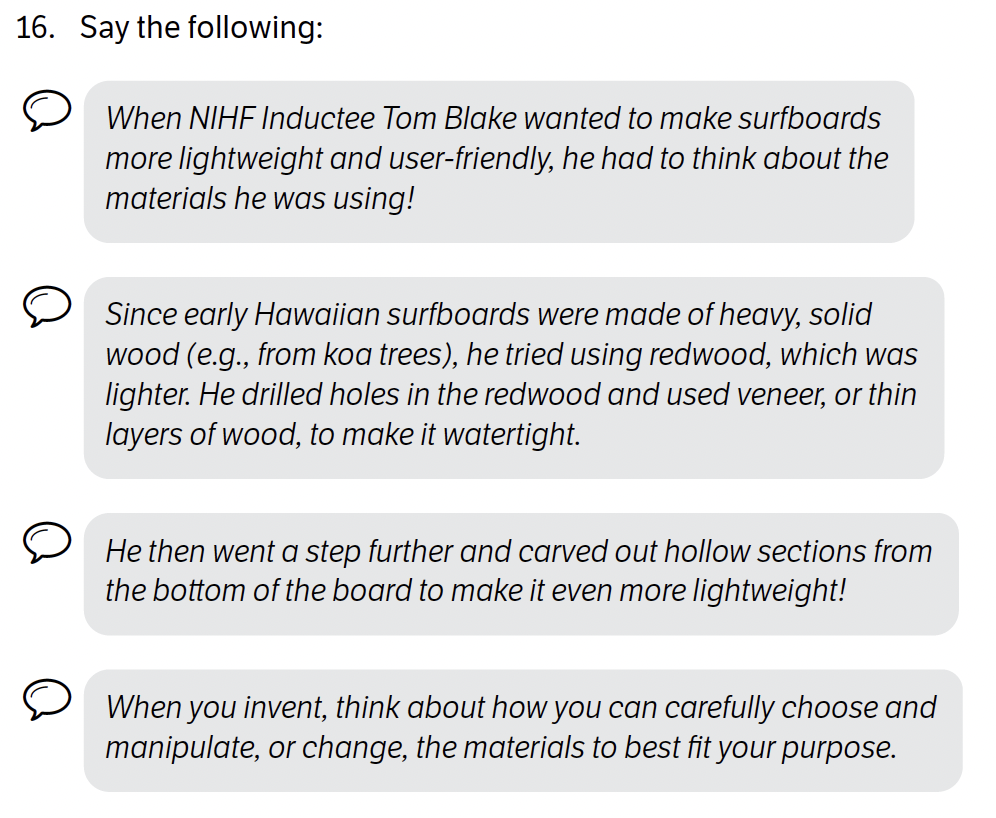 16. Say the following:
When NIHF Inductee Tom Blake wanted to make surfboards
more lightweight and user-friendly, he had to think about the
materials he was using!
Since early Hawaiian surfboards were made of heavy, solid
wood (e.g., from koa trees), he tried using redwood, which was
lighter. He drilled holes in the redwood and used veneer, or thin
layers of wood, to make it watertight.
He then went a step further and carved out hollow sections from
the bottom of the board to make it even more lightweight!
When you invent, think about how you can carefully choose and
manipulate, or change, the materials to best fit your purpose.